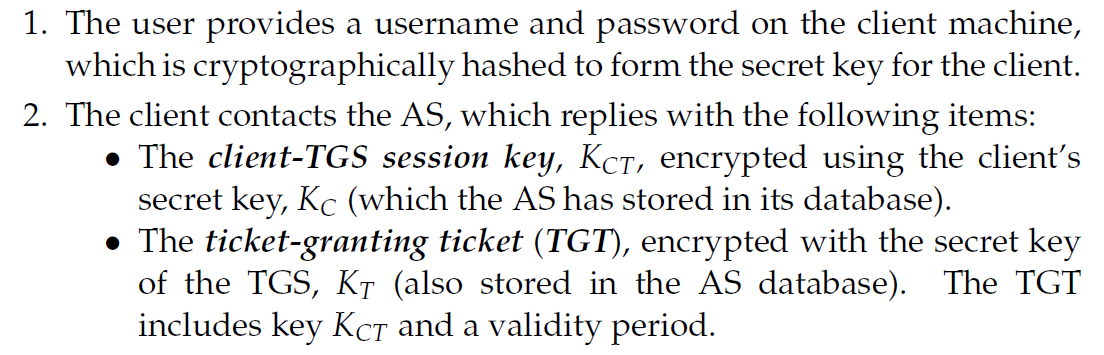 1. The user provides a username and password on the client machine,
which is cryptographically hashed to form the secret key for the client.
2. The client contacts the AS, which replies with the following items:
• The client-TGS session key, KCT, encrypted using the client's
secret key, KC (which the AS has stored in its database).
• The ticket-granting ticket (TGT), encrypted with the secret key
of the TGS, KT (also stored in the AS database). The TGT
includes key KCT and a validity period.